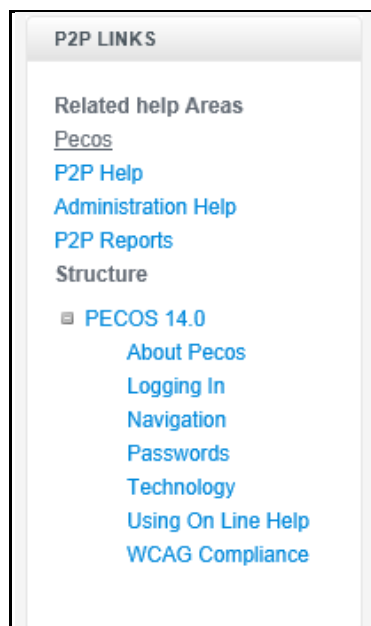 P2P LINKS
Related help Areas
Pecos
P2P Help
Administration Help
P2P Reports
Structure
PECOS 14.0
About Pecos
Logging In
Navigation
Passwords
Technology
Using On Line Help
WCAG Compliance